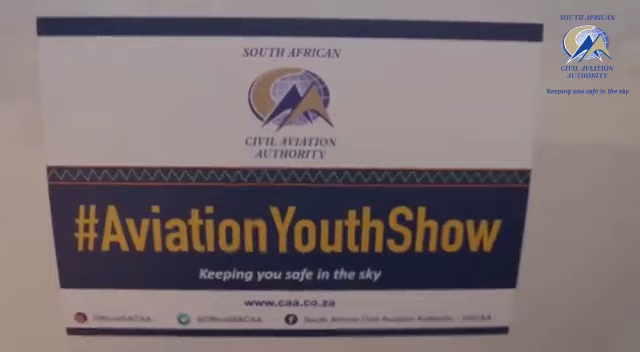 SOUTH AFRICAN
CIVIL AVIATION
AUTHORITY
#AviationYouthShow
Keeping you safe in the sky
www.caa.co.za
SOUTH AFRICAN
CIVIL AVIATION
AUTHORITY
Keeping you safe in the sky